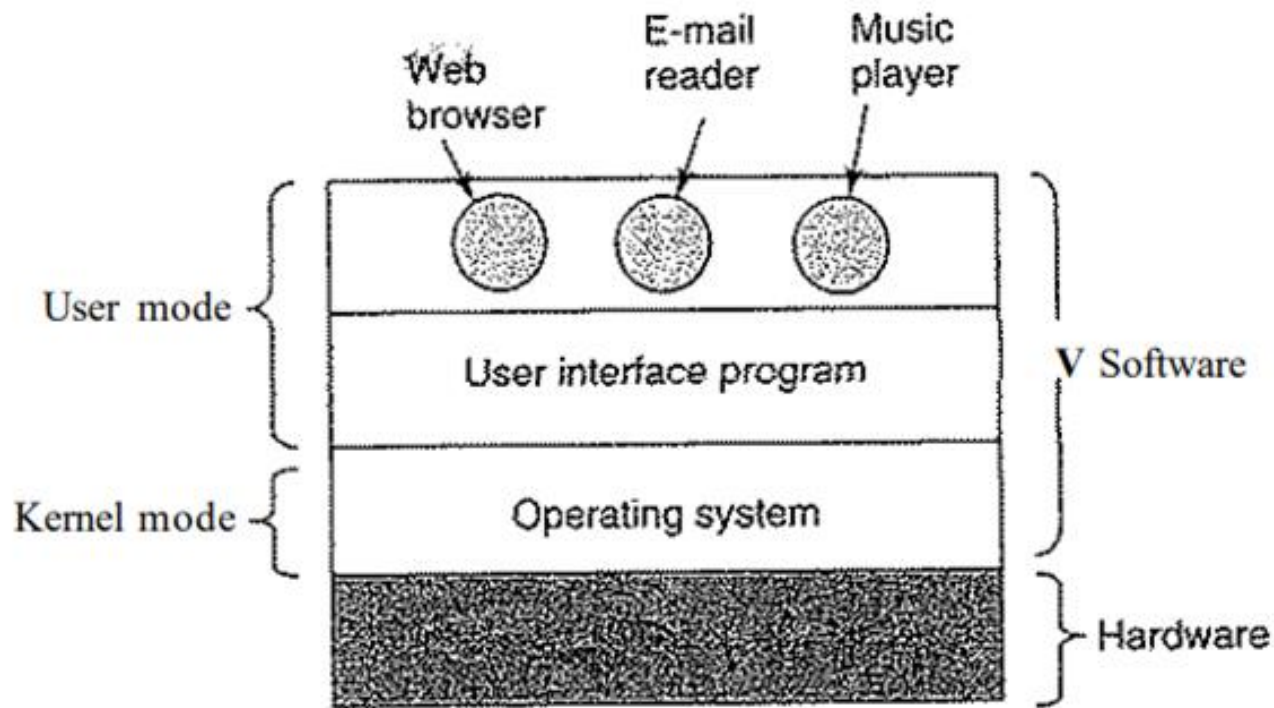 Web
browser
E-mail
reader
Music
player
User mode
User interface program
V Software
Kernel mode
Operating system
Hardware